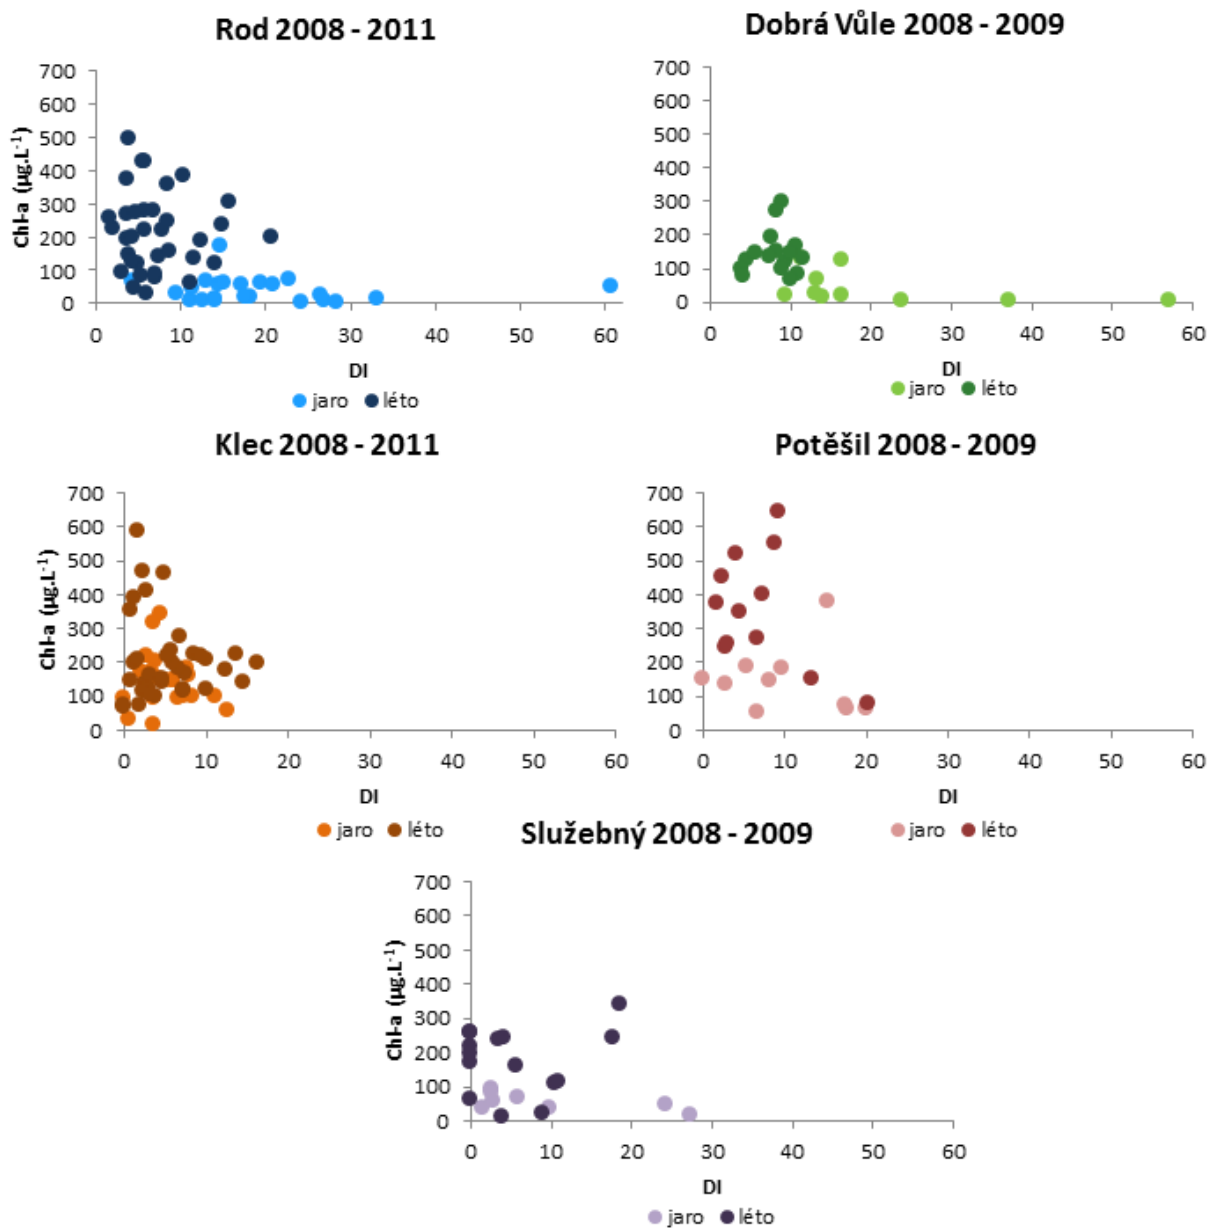 Rod 2008 - 2011
Chl-a (µg.L⁻¹)
700
600
500
400
300
200
100
0
0 10 20 30 40 50 60
DI
jaro léto
Dobrá Vůle 2008 - 2009
700
600
500
400
300
200
100
0
0 10 20 30 40 50 60
DI
jaro léto
Klec 2008 - 2011
Chl-a (µg.L⁻¹)
700
600
500
400
300
200
100
0
0 10 20 30 40 50 60
DI
jaro léto
Potěšil 2008 - 2009
700
600
500
400
300
200
100
0
0 10 20 30 40 50 60
DI
jaro léto
Služebný 2008 - 2009
Chl-a (µg.L⁻¹)
700
600
500
400
300
200
100
0
0 10 20 30 40 50 60
DI
jaro léto